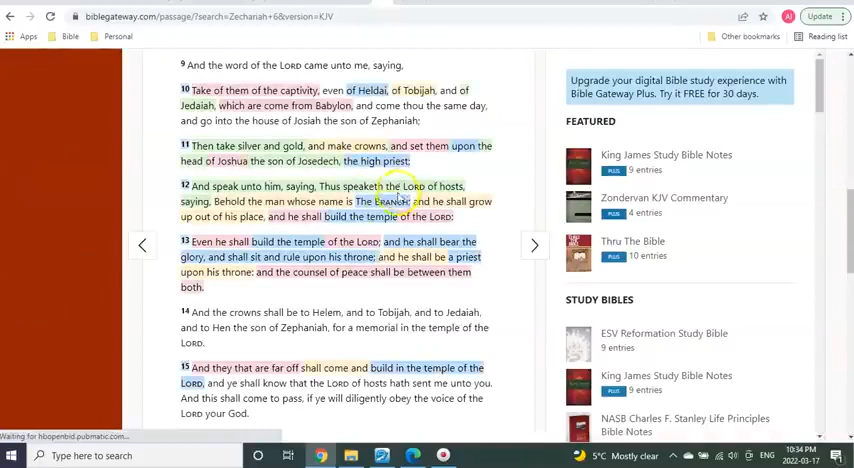 biblegateway.com/passage/?search=Zechariah+6&version=KJV
AI
Update
Apps
Bible
Personal
Other bookmarks
Reading list
9 And the word of the LORD came unto me, saying,
10 Take of them of the captivity, even of Heldai, of Tobijah, and of
Jedaiah, which are come from Babylon, and come thou the same day,
and go into the house of Josiah the son of Zephaniah;
11 Then take silver and gold, and make crowns, and set them upon the
head of Joshua the son of Josedech, the high priest;
12 And speak unto him, saying, Thus speaketh the LORD of hosts,
saying, Behold the man whose name is The BRANCH; and he shall grow
up out of his place, and he shall build the temple of the LORD:
13 Even he shall build the temple of the LORD; and he shall bear the
glory, and shall sit and rule upon his throne; and he shall be a priest
upon his throne: and the counsel of peace shall be between them
both.
14 And the crowns shall be to Helem, and to Tobijah, and to Jedaiah,
and to Hen the son of Zephaniah, for a memorial in the temple of the
LORD.
15 And they that are far off shall come and build in the temple of the
LORD, and ye shall know that the LORD of hosts hath sent me unto you.
And this shall come to pass, if ye will diligently obey the voice of the
LORD your God.
Upgrade your digital Bible study experience with
Bible Gateway Plus. Try it FREE for 30 days.
FEATURED
King James Study Bible
PLUS 9 entries
Zondervan KJV Commentary
PLUS 4 entries
Thru The Bible
PLUS 10 entries
STUDY BIBLES
ESV Reformation Study Bible
9 entries
King James Study Bible
PLUS 9 entries
NASB Charles F. Stanley Life Principles
Bible Notes
Waiting for hbopenbid.pubmatic.com...
Type here to search
5°C Mostly clear
ENG
10:34 PM
2022-03-17